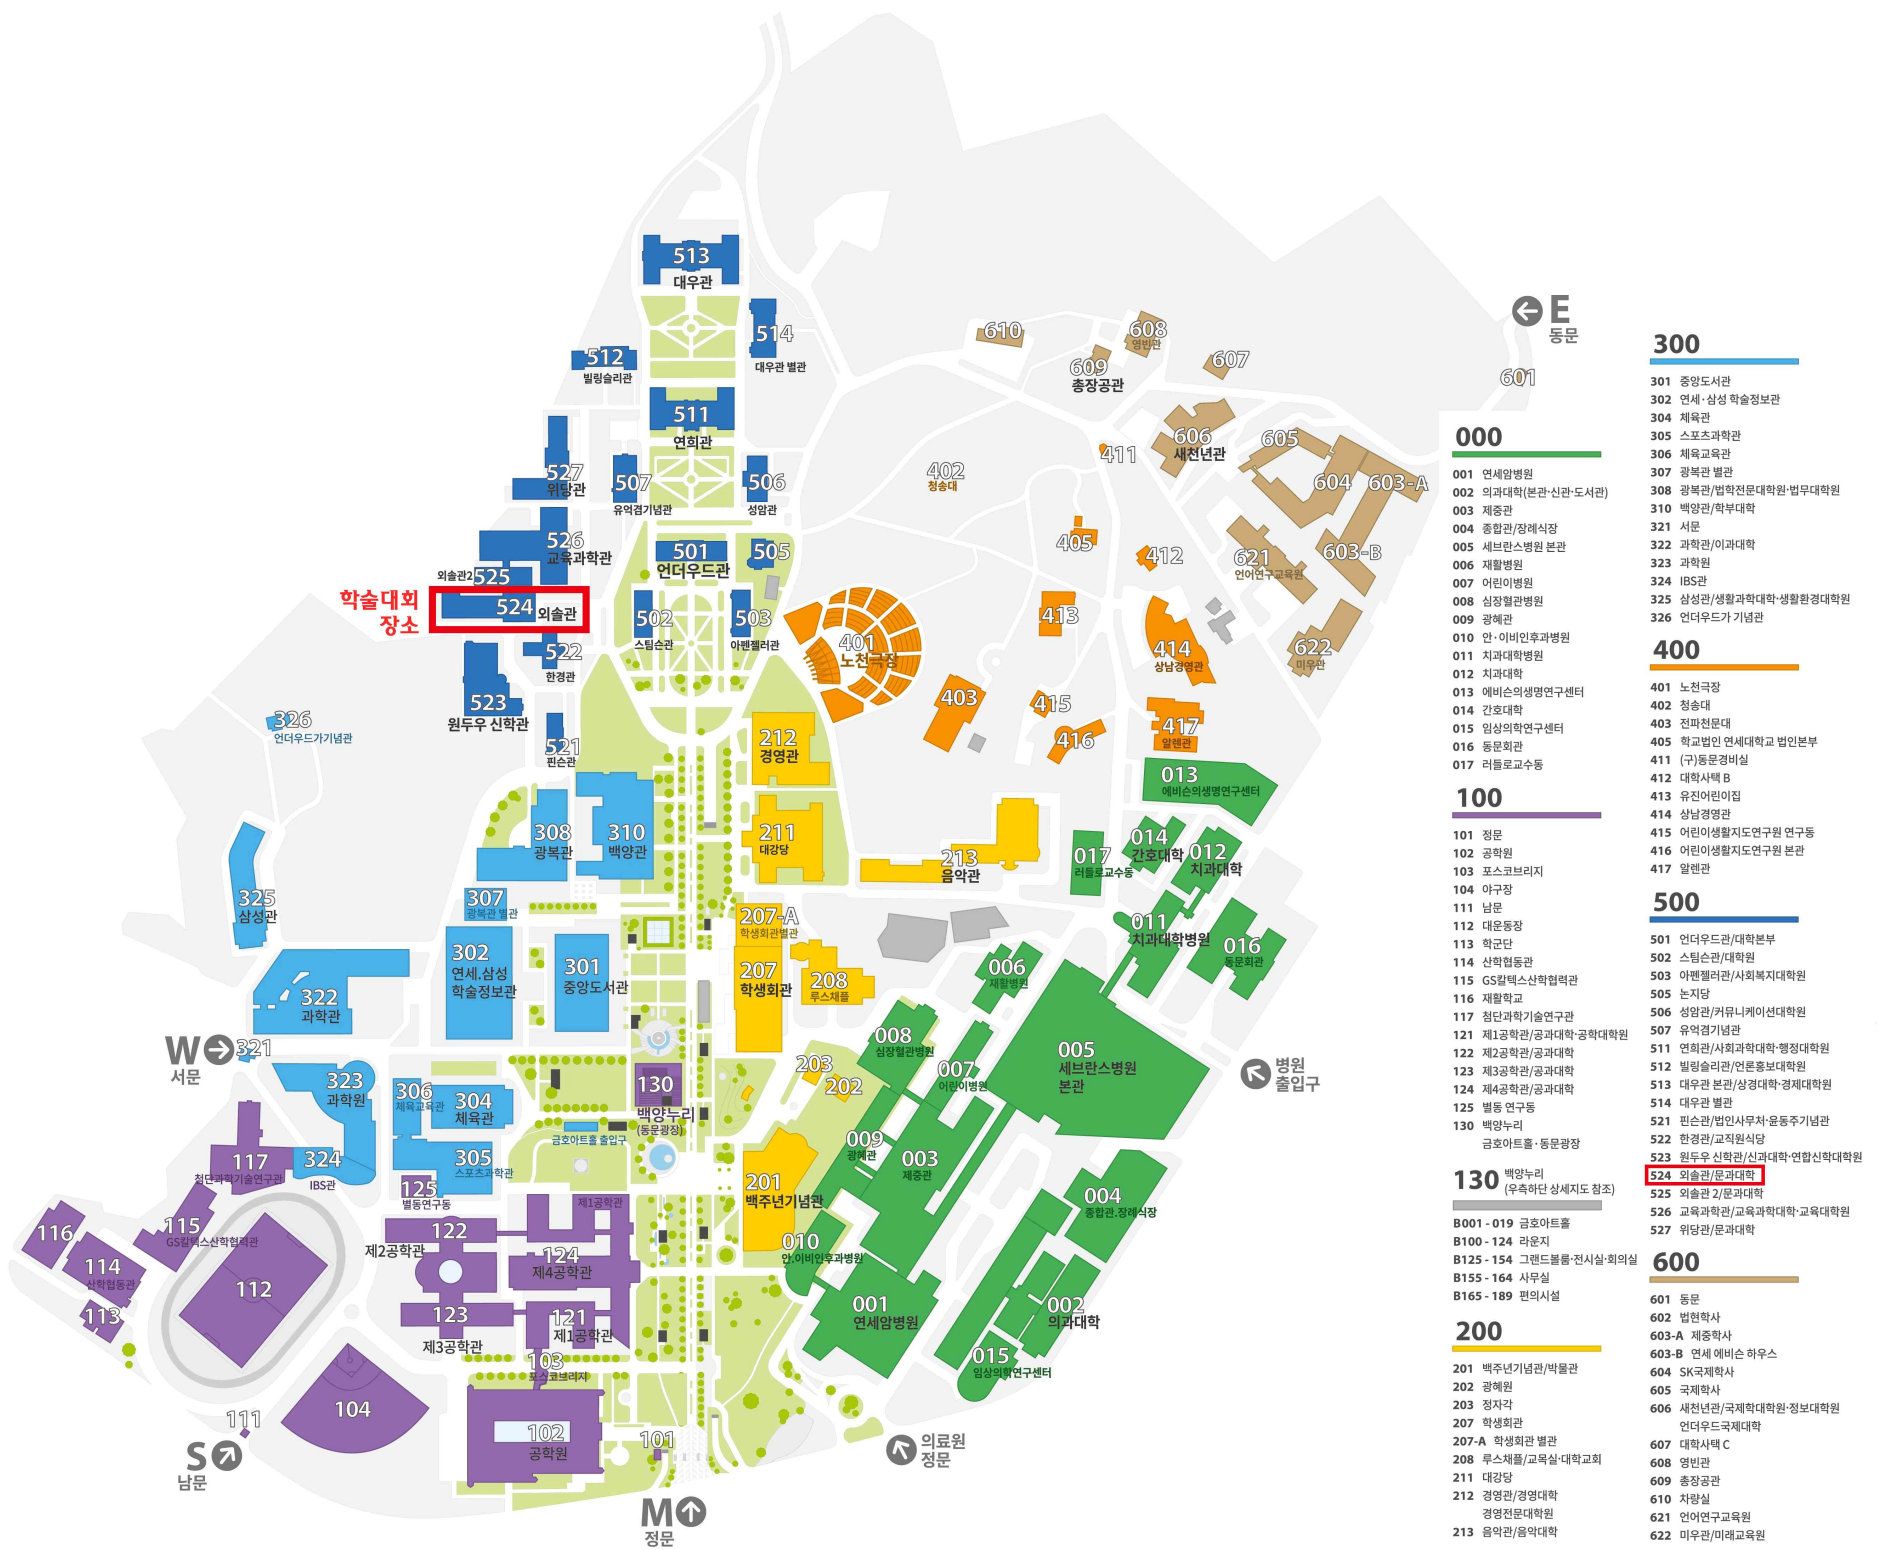 513
대우관
514
대우관 별관
512
빌링슬리관
511
연희관
527
위당관
507
유억겸기념관
506
성암관
526
교육과학관
501
언더우드관
505
외솔관2 525
학술대회
장소
524 외솔관
502
스팀슨관
503
아펜젤러관
522
한경관
523
원두우 신학관
521
핀슨관
326
언더우드가기념관
610
608
영빈관
609
총장공관
607
601
E
동문
606
새천년관
605
604
603-A
603-B
411
402
청송대
405
412
621
언어연구교육원
622
미우관
401
노천극장
413
414
상남경영관
403
415
416
417
알렌관
212
경영관
211
대강당
213
음악관
013
에비슨의생명연구센터
014
간호대학
012
치과대학
017
러들로교수동
011
치과대학병원
016
동문회관
308
광복관
310
백양관
307
광복관 별관
325
삼성관
302
연세.삼성
학술정보관
301
중앙도서관
207-A
학생회관별관
207
학생회관
208
루스채플
006
재활병원
322
과학관
W
서문
321
323
과학원
306
체육교육관
304
체육관
305
스포츠과학관
324
IBS관
117
첨단과학기술연구관
125
별동연구동
130
백양누리
(동문광장)
금호아트홀 출입구
203
202
008
심장혈관병원
007
어린이병원
005
세브란스병원
본관
병원
출입구
009
광혜관
003
제중관
004
종합관.장례식장
201
백주년기념관
010
안.이비인후과병원
001
연세암병원
002
의과대학
015
임상의학연구센터
116
115
GS칼텍스산학협력관
114
산학협동관
113
112
122
제2공학관
제1공학관
124
제4공학관
123
제3공학관
121
제1공학관
103
포스코브리지
104
102
공학원
101
111
S
남문
M
정문
의료원
정문
000
001 연세암병원
002 의과대학(본관·신관·도서관)
003 제중관
004 종합관/장례식장
005 세브란스병원 본관
006 재활병원
007 어린이병원
008 심장혈관병원
009 광혜관
010 안·이비인후과병원
011 치과대학병원
012 치과대학
013 에비슨의생명연구센터
014 간호대학
015 임상의학연구센터
016 동문회관
017 러들로교수동
100
101 정문
102 공학원
103 포스코브리지
104 야구장
111 남문
112 대운동장
113 학군단
114 산학협동관
115 GS칼텍스산학협력관
116 재활학교
117 첨단과학기술연구관
121 제1공학관/공과대학·공학대학원
122 제2공학관/공과대학
123 제3공학관/공과대학
124 제4공학관/공과대학
125 별동 연구동
130 백양누리
금호아트홀·동문광장
130 백양누리
(우측하단 상세지도 참조)
B001 - 019 금호아트홀
B100 - 124 라운지
B125 - 154 그랜드볼룸·전시실·회의실
B155 - 164 사무실
B165 - 189 편의시설
200
201 백주년기념관/박물관
202 광혜원
203 정자각
207 학생회관
207-A 학생회관 별관
208 루스채플/교목실·대학교회
211 대강당
212 경영관/경영대학
경영전문대학원
213 음악관/음악대학
300
301 중앙도서관
302 연세·삼성 학술정보관
304 체육관
305 스포츠과학관
306 체육교육관
307 광복관 별관
308 광복관/법학전문대학원·법무대학원
310 백양관/학부대학
321 서문
322 과학관/이과대학
323 과학원
324 IBS관
325 삼성관/생활과학대학·생활환경대학원
326 언더우드가 기념관
400
401 노천극장
402 청송대
403 전파천문대
405 학교법인 연세대학교 법인본부
411 (구)동문경비실
412 대학사택 B
413 유진어린이집
414 상남경영관
415 어린이생활지도연구원 연구동
416 어린이생활지도연구원 본관
417 알렌관
500
501 언더우드관/대학본부
502 스팀슨관/대학원
503 아펜젤러관/사회복지대학원
505 논지당
506 성암관/커뮤니케이션대학원
507 유억겸기념관
511 연희관/사회과학대학·행정대학원
512 빌링슬리관/언론홍보대학원
513 대우관 본관/상경대학·경제대학원
514 대우관 별관
521 핀슨관/법인사무처·윤동주기념관
522 한경관/교직원식당
523 원두우 신학관/신과대학·연합신학대학원
524 외솔관/문과대학
525 외솔관 2/문과대학
526 교육과학관/교육과학대학·교육대학원
527 위당관/문과대학
600
601 동문
602 법현학사
603-A 제중학사
603-B 연세 에비슨 하우스
604 SK국제학사
605 국제학사
606 새천년관/국제학대학원·정보대학원
언더우드국제대학
607 대학사택 C
608 영빈관
609 총장공관
610 차량실
621 언어연구교육원
622 미우관/미래교육원